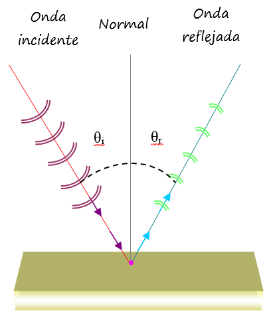 Onda
incidente
Normal
Onda
reflejada
θi
θr